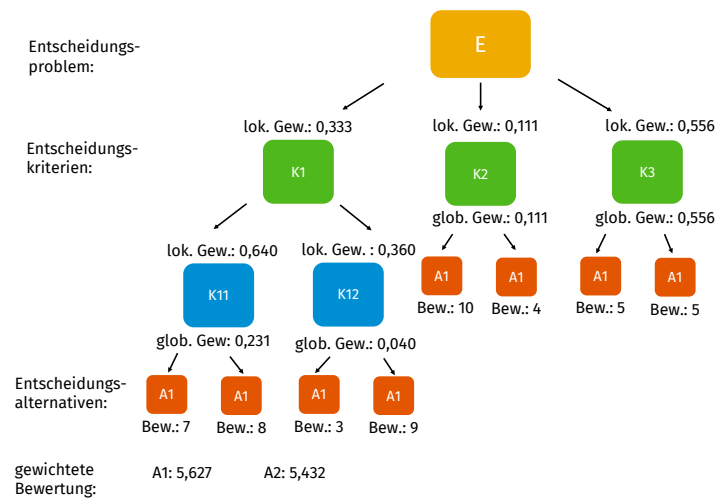 Entscheidungs-
problem:
E
lok. Gew.: 0,333
lok. Gew.: 0,111
lok. Gew.: 0,556
Entscheidungs-
kriterien:
K1
K2
K3
glob. Gew.: 0,111
glob. Gew.: 0,556
lok. Gew.: 0,640
lok. Gew. : 0,360
A1
A1
A1
A1
K11
K12
Bew.: 10
Bew.: 4
Bew.: 5
Bew.: 5
glob. Gew: 0,231
glob. Gew.: 0,040
Entscheidungs-
alternativen:
A1
A1
A1
A1
Bew.: 7
Bew.: 8
Bew.: 3
Bew.: 9
gewichtete
Bewertung:
A1: 5,627
A2: 5,432